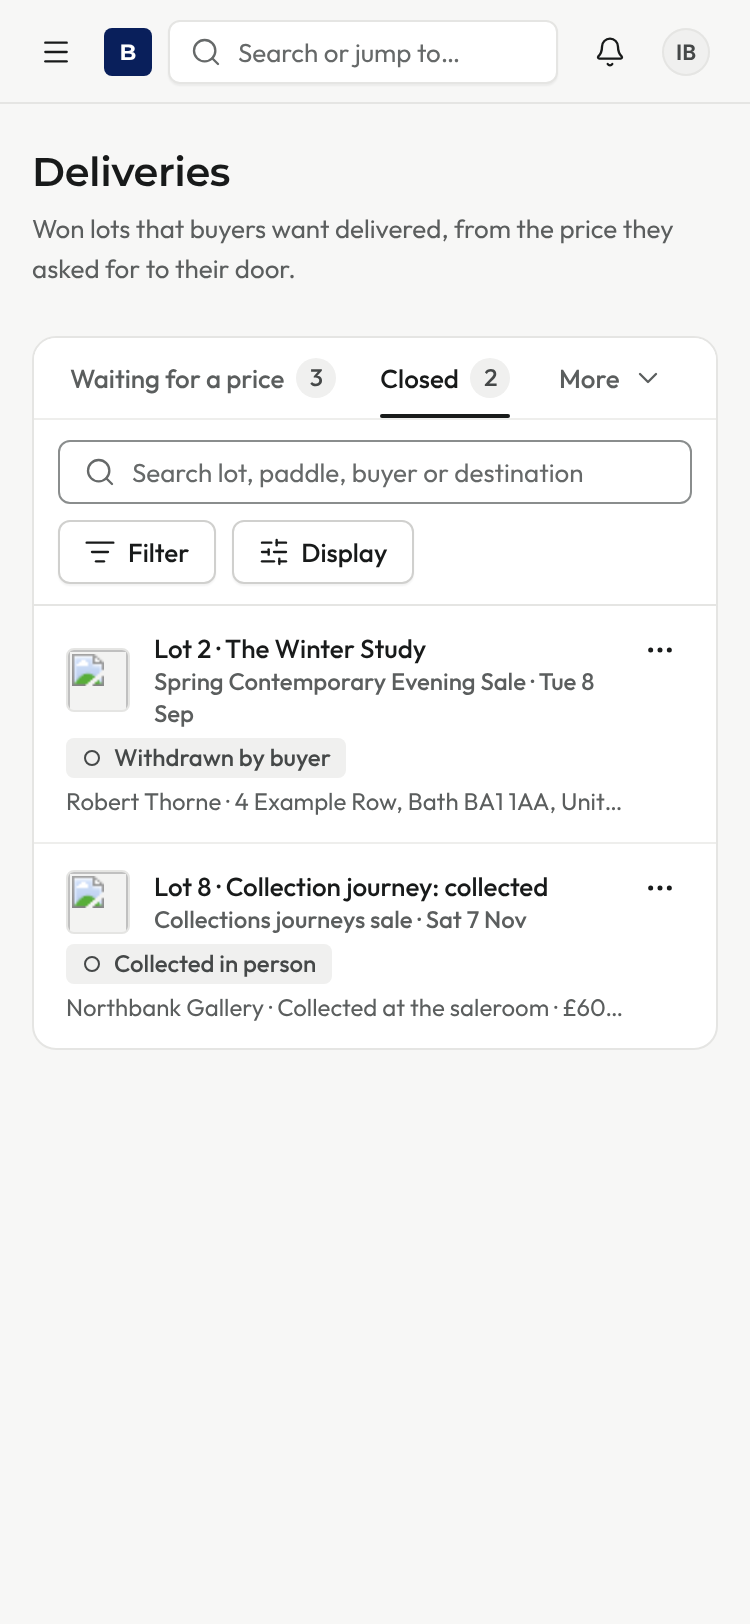 B
Search or jump to...
IB
Deliveries
Won lots that buyers want delivered, from the price they
asked for to their door.
Waiting for a price 3
Closed 2
More
Search lot, paddle, buyer or destination
Filter
Display
Lot 2 · The Winter Study
Spring Contemporary Evening Sale · Tue 8
Sep
Withdrawn by buyer
Robert Thorne · 4 Example Row, Bath BA1 1AA, Unit...
Lot 8 · Collection journey: collected
Collections journeys sale · Sat 7 Nov
Collected in person
Northbank Gallery · Collected at the saleroom · £60...